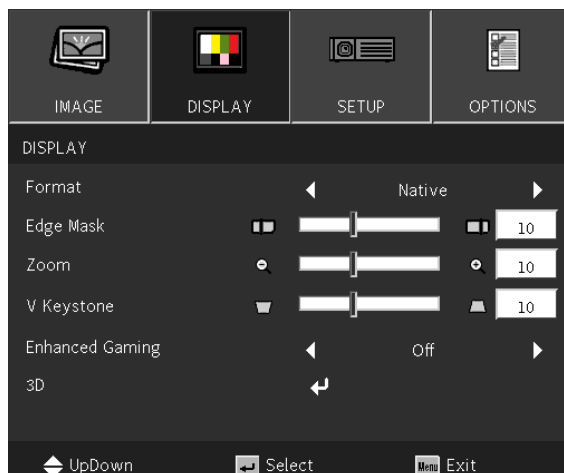 IMAGE DISPLAY SETUP OPTIONS
DISPLAY
Format Native
Edge Mask 10
Zoom 10
V Keystone 10
Enhanced Gaming Off
3D
UpDown Select Menu Exit